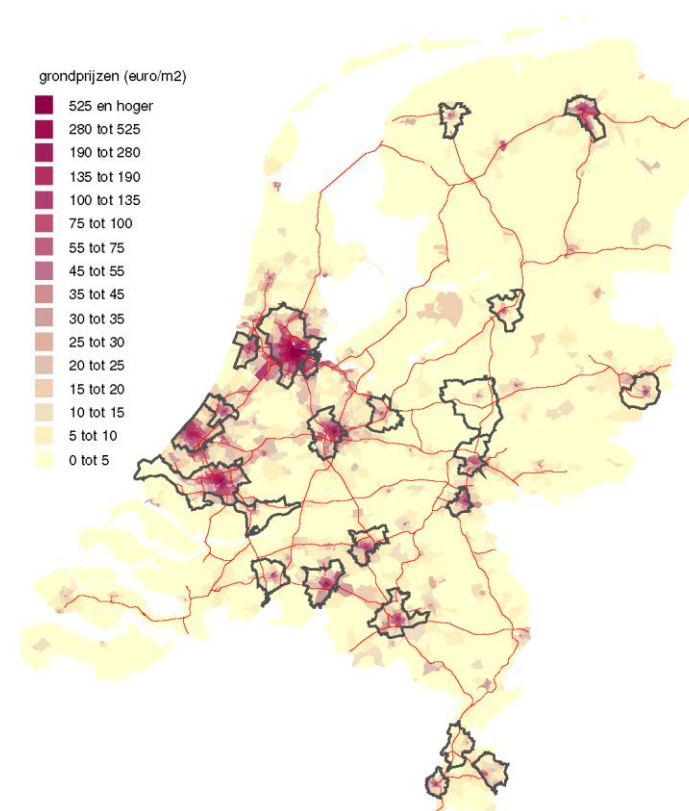 grondprijzen (euro/m2)
525 en hoger
280 tot 525
190 tot 280
135 tot 190
100 tot 135
75 tot 100
55 tot 75
45 tot 55
35 tot 45
30 tot 35
25 tot 30
20 tot 25
15 tot 20
10 tot 15
5 tot 10
0 tot 5